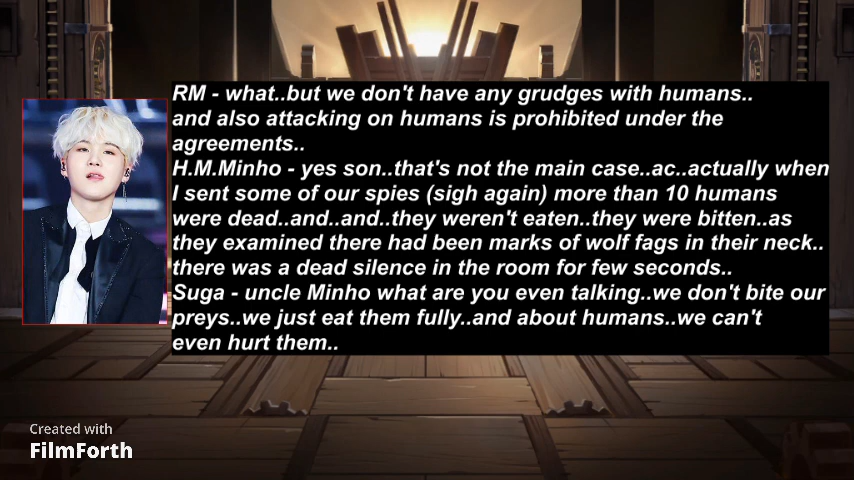 RM - what..but we don't have any grudges with humans..
and also attacking on humans is prohibited under the
agreements..
H.M.Minho - yes son..that's not the main case..ac..actually when
I sent some of our spies (sigh again) more than 10 humans
were dead..and..and..they weren't eaten..they were bitten..as
they examined there had been marks of wolf fags in their neck..
there was a dead silence in the room for few seconds..
Suga - uncle Minho what are you even talking..we don't bite our
preys..we just eat them fully..and about humans..we can't
even hurt them..
Created with
FilmForth